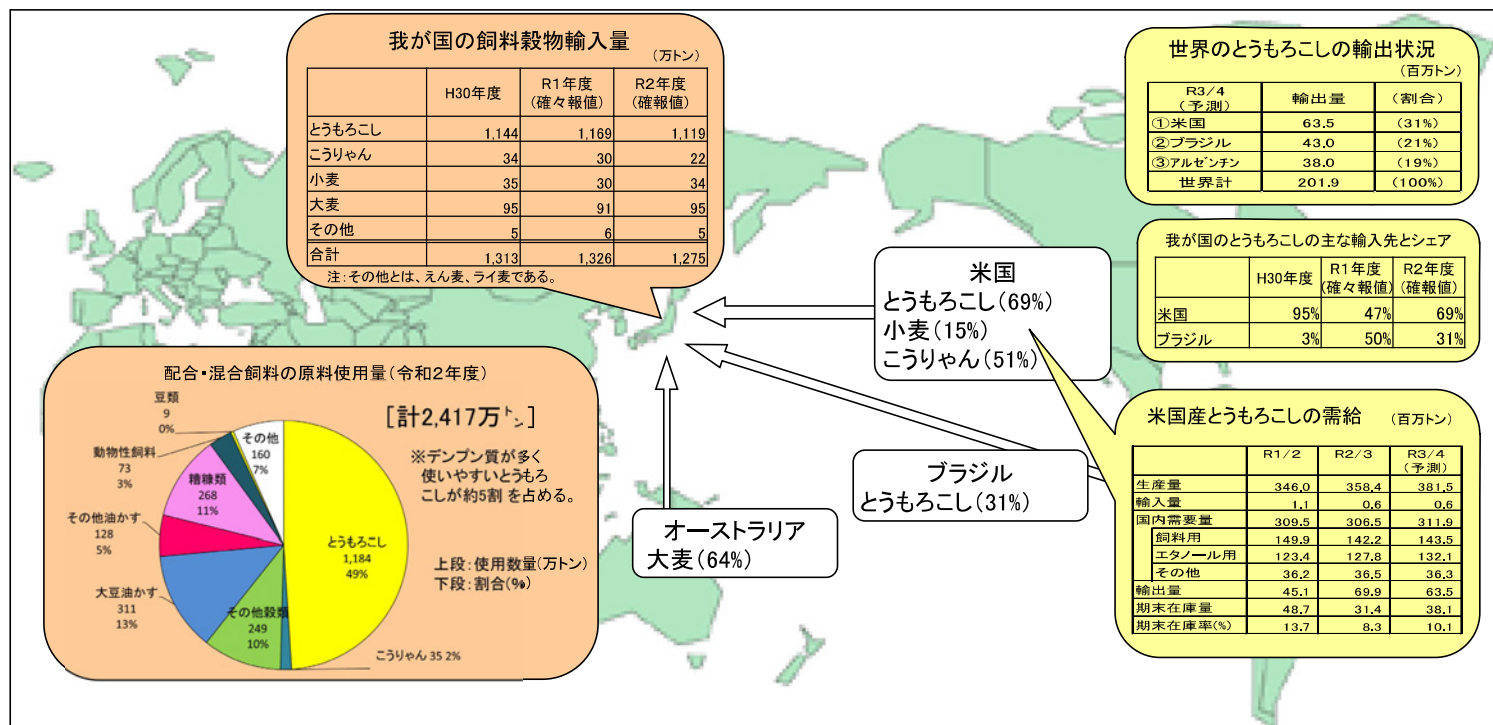 我が国の飼料穀物輸入量
(万トン)
H30年度 R1年度(確々報値) R2年度(確報値)
とうもろこし 1,144 1,169 1,119
こうりゃん 34 30 22
小麦 35 30 34
大麦 95 91 95
その他 5 6 5
合計 1,313 1,326 1,275
注:その他とは、えん麦、ライ麦である。
世界のとうもろこしの輸出状況
(百万トン)
R3/4(予測) 輸出量 (割合)
①米国 63.5 (31%)
②ブラジル 43.0 (21%)
③アルゼンチン 38.0 (19%)
世界計 201.9 (100%)
我が国のとうもろこしの主な輸入先とシェア
H30年度 R1年度(確々報値) R2年度(確報値)
米国 95% 47% 69%
ブラジル 3% 50% 31%
米国
とうもろこし(69%)
小麦(15%)
こうりゃん(51%)
ブラジル
とうもろこし(31%)
オーストラリア
大麦(64%)
配合・混合飼料の原料使用量(令和2年度)
[計2,417万トン]
※デンプン質が多く
使いやすいとうもろ
こしが約5割を占める。
上段:使用数量(万トン)
下段:割合(%)
豆類
9
0%
動物性飼料
73
3%
その他
160
7%
糟糠類
268
11%
その他油かす
128
5%
大豆油かす
311
13%
その他穀類
249
10%
とうもろこし
1,184
49%
こうりゃん 35 2%
米国産とうもろこしの需給 (百万トン)
R1/2 R2/3 R3/4(予測)
生産量 346.0 358.4 381.5
輸入量 1.1 0.6 0.6
国内需要量 309.5 306.5 311.9
飼料用 149.9 142.2 143.5
エタノール用 123.4 127.8 132.1
その他 36.2 36.5 36.3
輸出量 45.1 69.9 63.5
期末在庫量 48.7 31.4 38.1
期末在庫率(%) 13.7 8.3 10.1